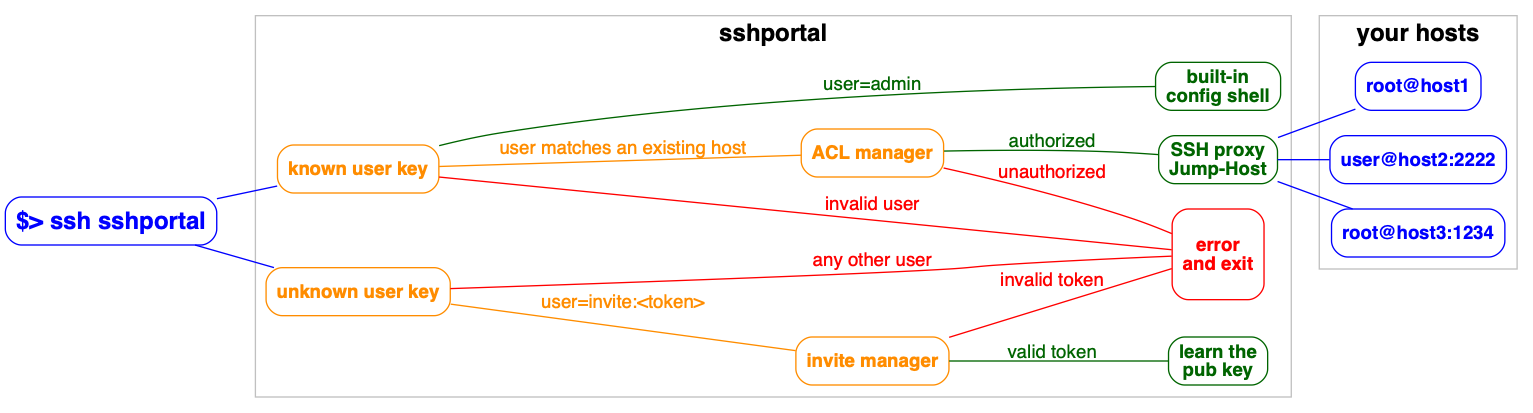 sshportal
your hosts
user=admin
built-in
config shell
root@host1
known user key
user matches an existing host
ACL manager
authorized
SSH proxy
Jump-Host
user@host2:2222
unauthorized
$> ssh sshportal
invalid user
error
and exit
root@host3:1234
any other user
invalid token
unknown user key
user=invite:<token>
invite manager
valid token
learn the
pub key